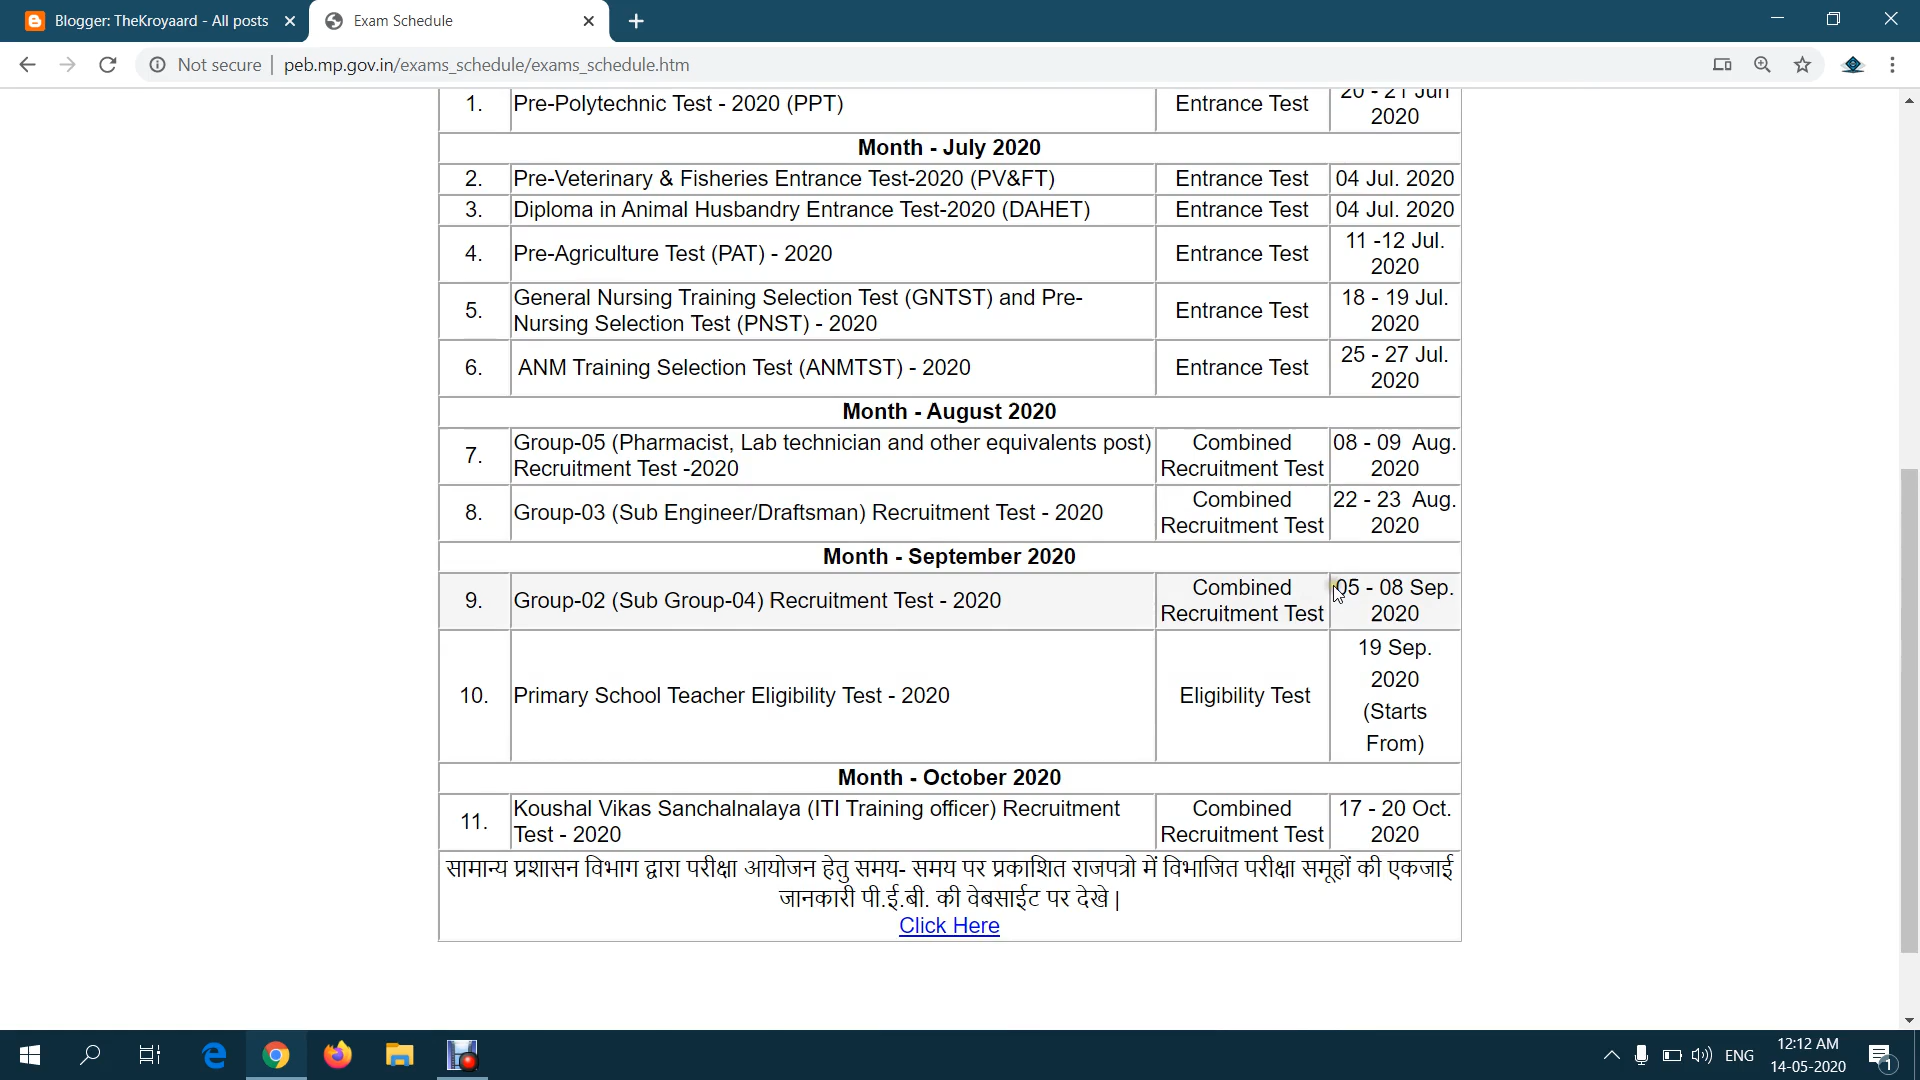 Blogger: TheKroyaard - All posts
Exam Schedule
Not secure
peb.mp.gov.in/exams_schedule/exams_schedule.htm
1. Pre-Polytechnic Test - 2020 (PPT) Entrance Test 20 - 21 Jun
2020
Month - July 2020
2. Pre-Veterinary & Fisheries Entrance Test-2020 (PV&FT) Entrance Test 04 Jul. 2020
3. Diploma in Animal Husbandry Entrance Test-2020 (DAHET) Entrance Test 04 Jul. 2020
4. Pre-Agriculture Test (PAT) - 2020 Entrance Test 11 -12 Jul.
2020
5. General Nursing Training Selection Test (GNTST) and Pre-
Nursing Selection Test (PNST) - 2020 Entrance Test 18 - 19 Jul.
2020
6. ANM Training Selection Test (ANMTST) - 2020 Entrance Test 25 - 27 Jul.
2020
Month - August 2020
7. Group-05 (Pharmacist, Lab technician and other equivalents post)
Recruitment Test -2020 Combined
Recruitment Test 08 - 09 Aug.
2020
8. Group-03 (Sub Engineer/Draftsman) Recruitment Test - 2020 Combined
Recruitment Test 22 - 23 Aug.
2020
Month - September 2020
9. Group-02 (Sub Group-04) Recruitment Test - 2020 Combined
Recruitment Test 05 - 08 Sep.
2020
10. Primary School Teacher Eligibility Test - 2020 Eligibility Test 19 Sep.
2020
(Starts
From)
Month - October 2020
11. Koushal Vikas Sanchalnalaya (ITI Training officer) Recruitment
Test - 2020 Combined
Recruitment Test 17 - 20 Oct.
2020
सामान्य प्रशासन विभाग द्वारा परीक्षा आयोजन हेतु समय- समय पर प्रकाशित राजपत्रो में विभाजित परीक्षा समूहों की एकजाई
जानकारी पी.ई.बी. की वेबसाईट पर देखे |
Click Here
ENG
12:12 AM
14-05-2020
1